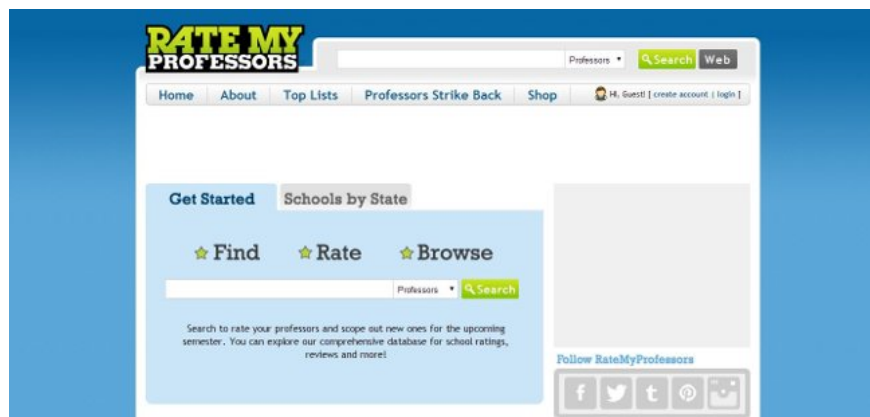 RATE MY
PROFESSORS
Professors
Search
Web
Home About Top Lists Professors Strike Back Shop Hi, Guest! [ create account | login ]
Get Started Schools by State
Find Rate Browse
Professors Search
Search to rate your professors and scope out new ones for the upcoming
semester. You can explore our comprehensive database for school ratings,
reviews and more!
Follow RateMyProfessors
f t